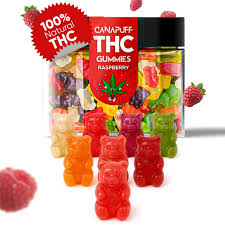 100%
Natural
THC
CANAPUFF
THC
GUMMIES
RASPBERRY